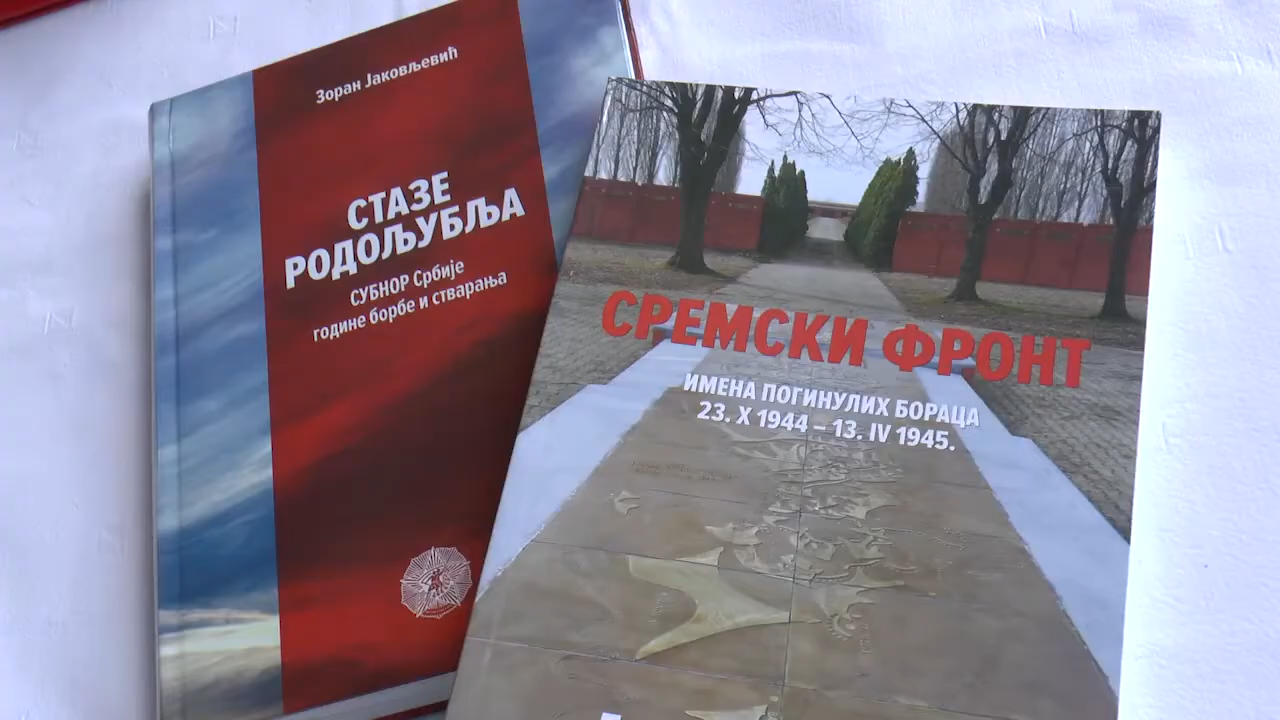 Зоран Јаковљевић
СТАЗЕ
РОДОЉУБЉА
СУБНОР Србије
године борбе и стварања
СРЕМСКИ ФРОНТ
ИМЕНА ПОГИНУЛИХ БОРАЦА
23. X 1944 – 13. IV 1945.